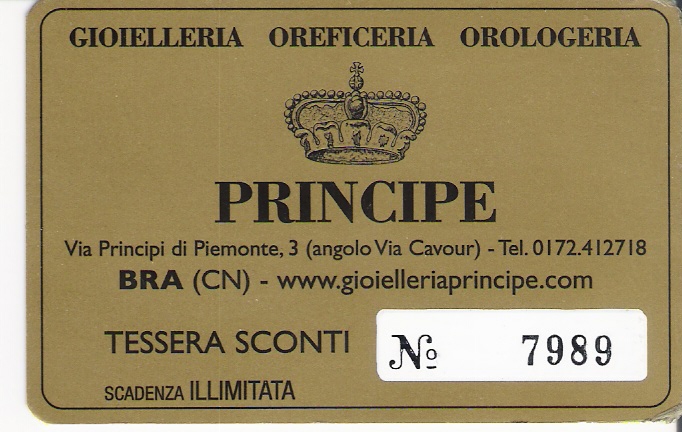 GIOIELLERIA OREFICERIA OROLOGERIA
PRINCIPE
Via Principi di Piemonte, 3 (angolo Via Cavour) - Tel. 0172.412718
BRA (CN) - www.gioielleriaprincipe.com
TESSERA SCONTI № 7989
SCADENZA ILLIMITATA